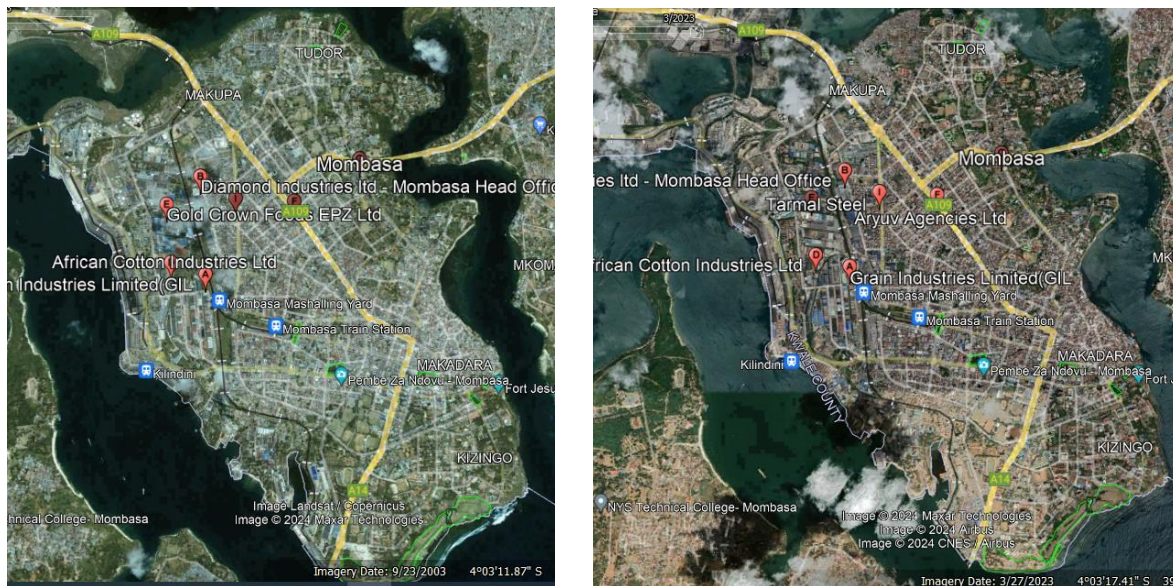 A109
TUDOR
MAKUPA
Mombasa
B
Diamond industries ltd - Mombasa Head Offic
E
I
F
Gold Crown Foods EPZ Ltd
A109
African Cotton Industries Ltd
n Industries Limited(GIL
A
MKOM
Mombasa Mashalling Yard
Mombasa Train Station
MAKADARA
Kilindini
Pembe Za Ndovu - Mombasa
Fort Jesu
KIZINGO
A14
Image Landsat / Copernicus
Image © 2024 Maxar Technologies
chnical College- Mombasa
Imagery Date: 9/23/2003 4°03'11.87" S
3/2023
A109
TUDOR
MAKUPA
Mombasa
B
ies ltd - Mombasa Head Office
I
F
Tarmal Steel
A109
Aryuv Agencies Ltd
D
A
frican Cotton Industries Ltd
Grain Industries Limited(GIL
MKO
Mombasa Mashalling Yard
Mombasa Train Station
KWALE COUNTY
MAKADARA
Kilindini
Pembe Za Ndovu - Mombasa
Fort J
KIZINGO
A14
NYS Technical College- Mombasa
Image © 2024 Maxar Technologies
Image © 2024 Airbus
Image © 2024 CNES / Airbus
Imagery Date: 3/27/2023 4°03'17.41" S 3